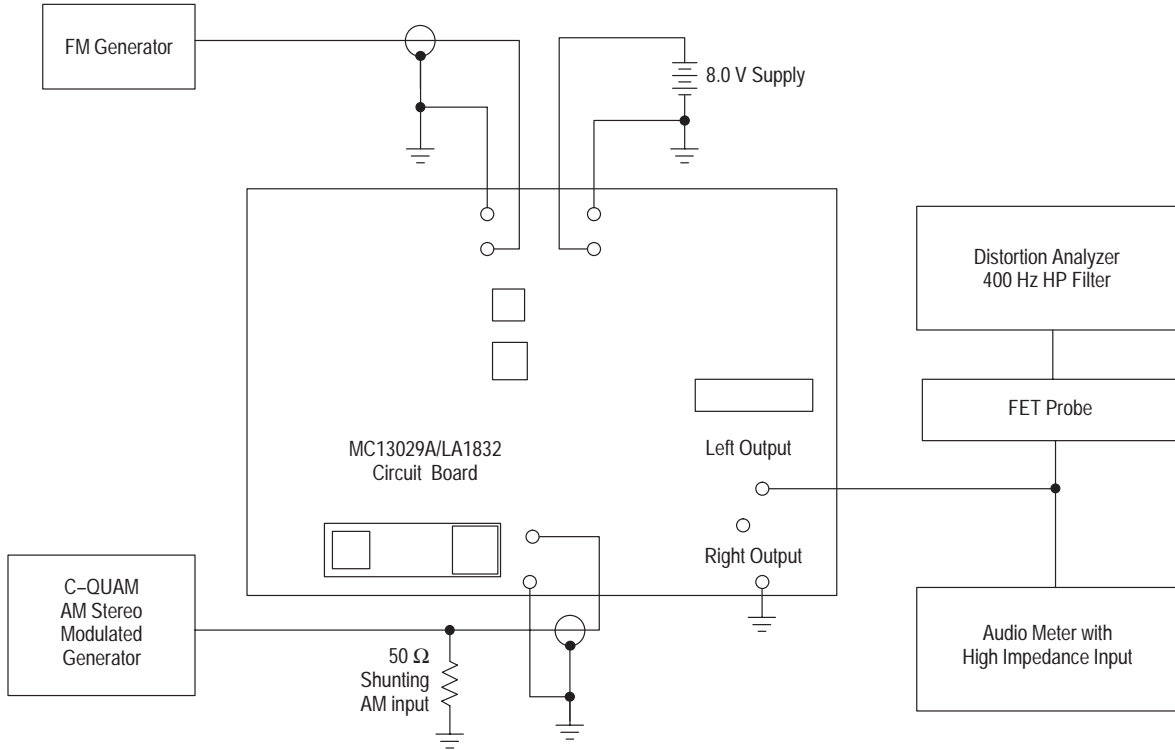 FM Generator
8.0 V Supply
Distortion Analyzer
400 Hz HP Filter
FET Probe
MC13029A/LA1832
Circuit Board
Left Output
Right Output
C–QUAM
AM Stereo
Modulated
Generator
50 Ω
Shunting
AM input
Audio Meter with
High Impedance Input